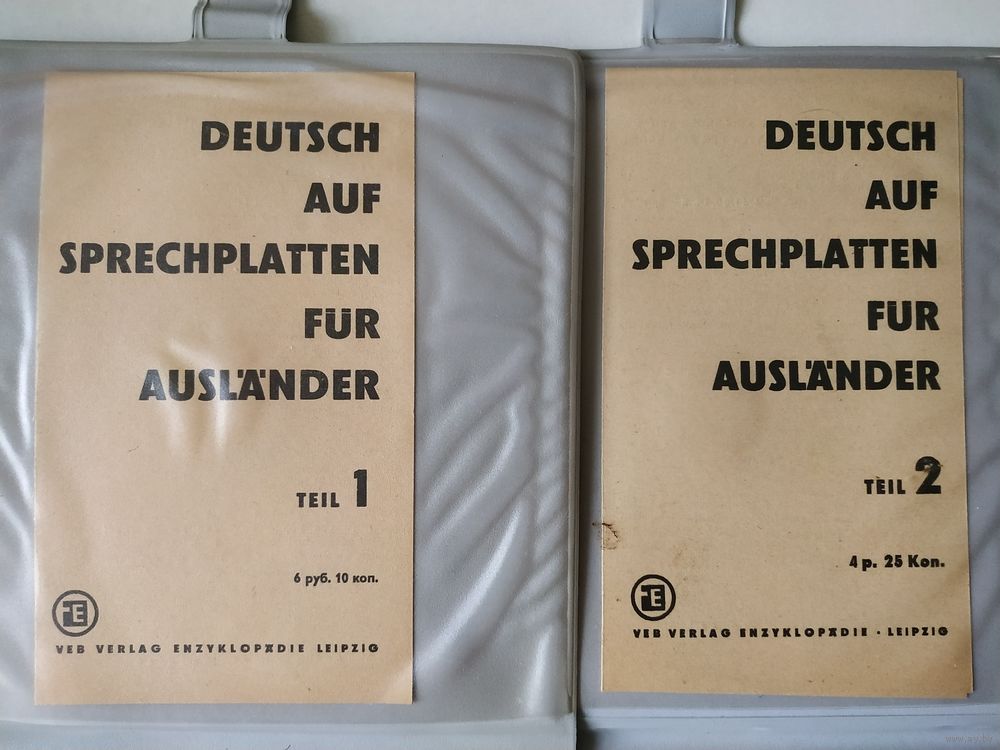 DEUTSCH
AUF
SPRECHPLATTEN
FÜR
AUSLÄNDER
TEIL 1
6 руб. 10 коп.
VEB VERLAG ENZYKLOPÄDIE LEIPZIG
DEUTSCH
AUF
SPRECHPLATTEN
FÜR
AUSLÄNDER
TEIL 2
4 р. 25 Коп.
VEB VERLAG ENZYKLOPÄDIE · LEIPZIG